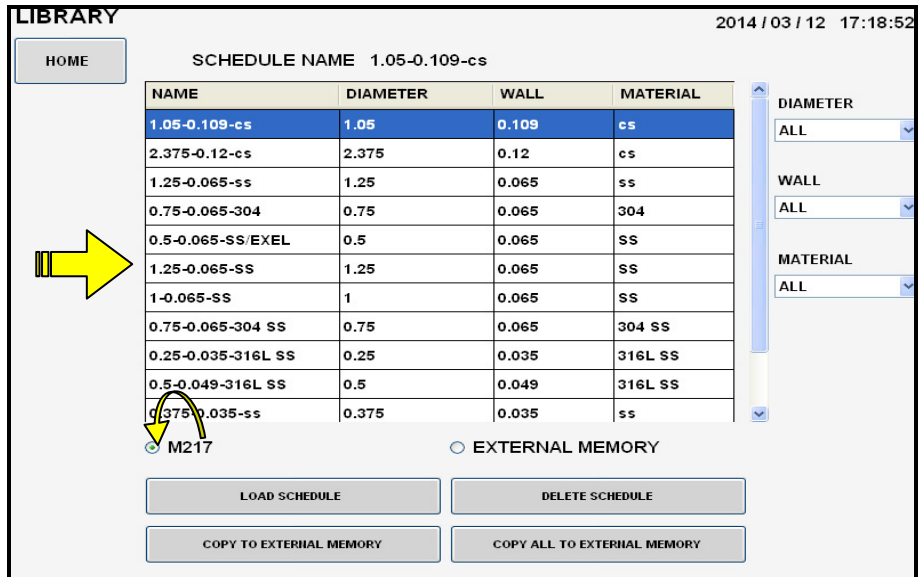 LIBRARY
2014 / 03 / 12 17:18:52
HOME
SCHEDULE NAME 1.05-0.109-cs
NAME DIAMETER WALL MATERIAL
1.05-0.109-cs 1.05 0.109 cs
2.375-0.12-cs 2.375 0.12 cs
1.25-0.065-ss 1.25 0.065 ss
0.75-0.065-304 0.75 0.065 304
0.5-0.065-SS/EXEL 0.5 0.065 SS
1.25-0.065-SS 1.25 0.065 SS
1-0.065-SS 1 0.065 SS
0.75-0.065-304 SS 0.75 0.065 304 SS
0.25-0.035-316L SS 0.25 0.035 316L SS
0.5-0.049-316L SS 0.5 0.049 316L SS
0.375-0.035-ss 0.375 0.035 ss
DIAMETER
ALL
WALL
ALL
MATERIAL
ALL
M217 EXTERNAL MEMORY
LOAD SCHEDULE DELETE SCHEDULE
COPY TO EXTERNAL MEMORY COPY ALL TO EXTERNAL MEMORY